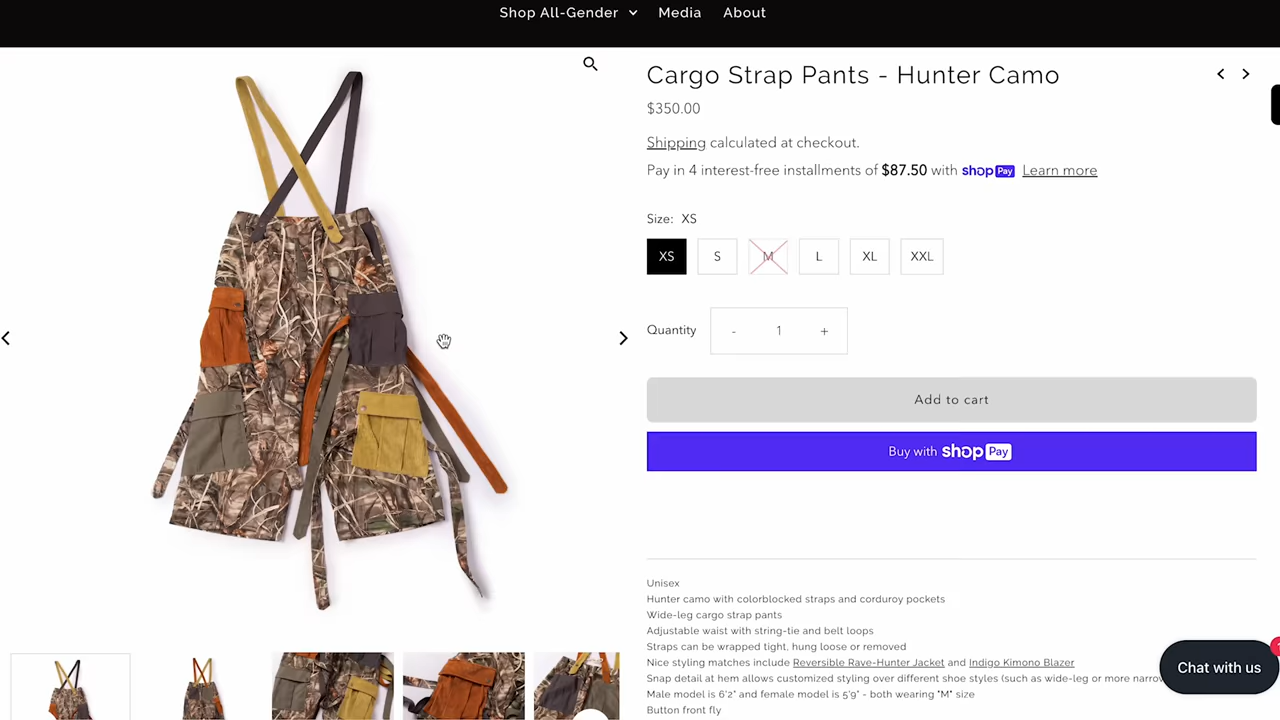 Shop All-Gender Media About
Cargo Strap Pants - Hunter Camo
$350.00
Shipping calculated at checkout.
Pay in 4 interest-free installments of $87.50 with shop Pay Learn more
Size: XS
XS S M L XL XXL
Quantity - 1 +
Add to cart
Buy with shop Pay
Unisex
Hunter camo with colorblocked straps and corduroy pockets
Wide-leg cargo strap pants
Adjustable waist with string-tie and belt loops
Straps can be wrapped tight, hung loose or removed
Nice styling matches include Reversible Rave-Hunter Jacket and Indigo Kimono Blazer
Snap detail at hem allows customized styling over different shoe styles (such as wide-leg or more
Male model is 6'2" and female model is 5'9" - both wearing "M" size
Button front fly
Chat with us